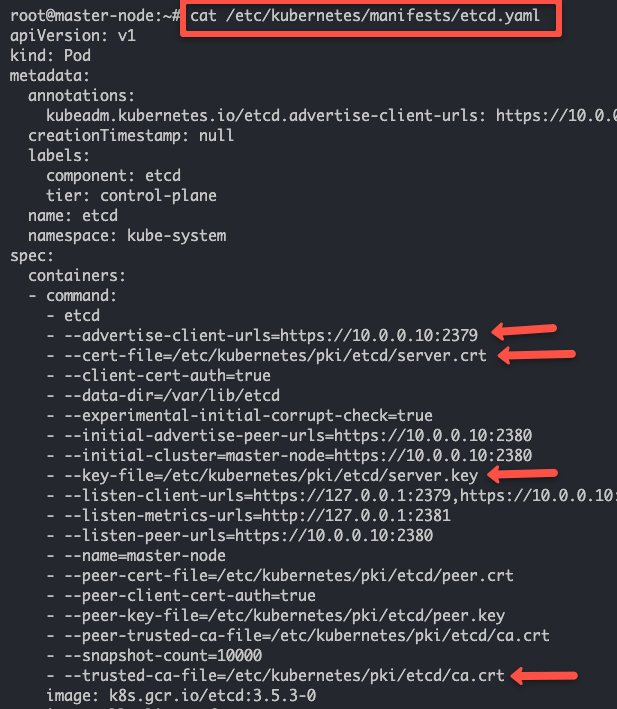 root@master-node:~# cat /etc/kubernetes/manifests/etcd.yaml
apiVersion: v1
kind: Pod
metadata:
  annotations:
    kubeadm.kubernetes.io/etcd.advertise-client-urls: https://10.0.0
  creationTimestamp: null
  labels:
    component: etcd
    tier: control-plane
  name: etcd
  namespace: kube-system
spec:
  containers:
  - command:
    - etcd
    - --advertise-client-urls=https://10.0.0.10:2379
    - --cert-file=/etc/kubernetes/pki/etcd/server.crt
    - --client-cert-auth=true
    - --data-dir=/var/lib/etcd
    - --experimental-initial-corrupt-check=true
    - --initial-advertise-peer-urls=https://10.0.0.10:2380
    - --initial-cluster=master-node=https://10.0.0.10:2380
    - --key-file=/etc/kubernetes/pki/etcd/server.key
    - --listen-client-urls=https://127.0.0.1:2379,https://10.0.0.10:
    - --listen-metrics-urls=http://127.0.0.1:2381
    - --listen-peer-urls=https://10.0.0.10:2380
    - --name=master-node
    - --peer-cert-file=/etc/kubernetes/pki/etcd/peer.crt
    - --peer-client-cert-auth=true
    - --peer-key-file=/etc/kubernetes/pki/etcd/peer.key
    - --peer-trusted-ca-file=/etc/kubernetes/pki/etcd/ca.crt
    - --snapshot-count=10000
    - --trusted-ca-file=/etc/kubernetes/pki/etcd/ca.crt
    image: k8s.gcr.io/etcd:3.5.3-0